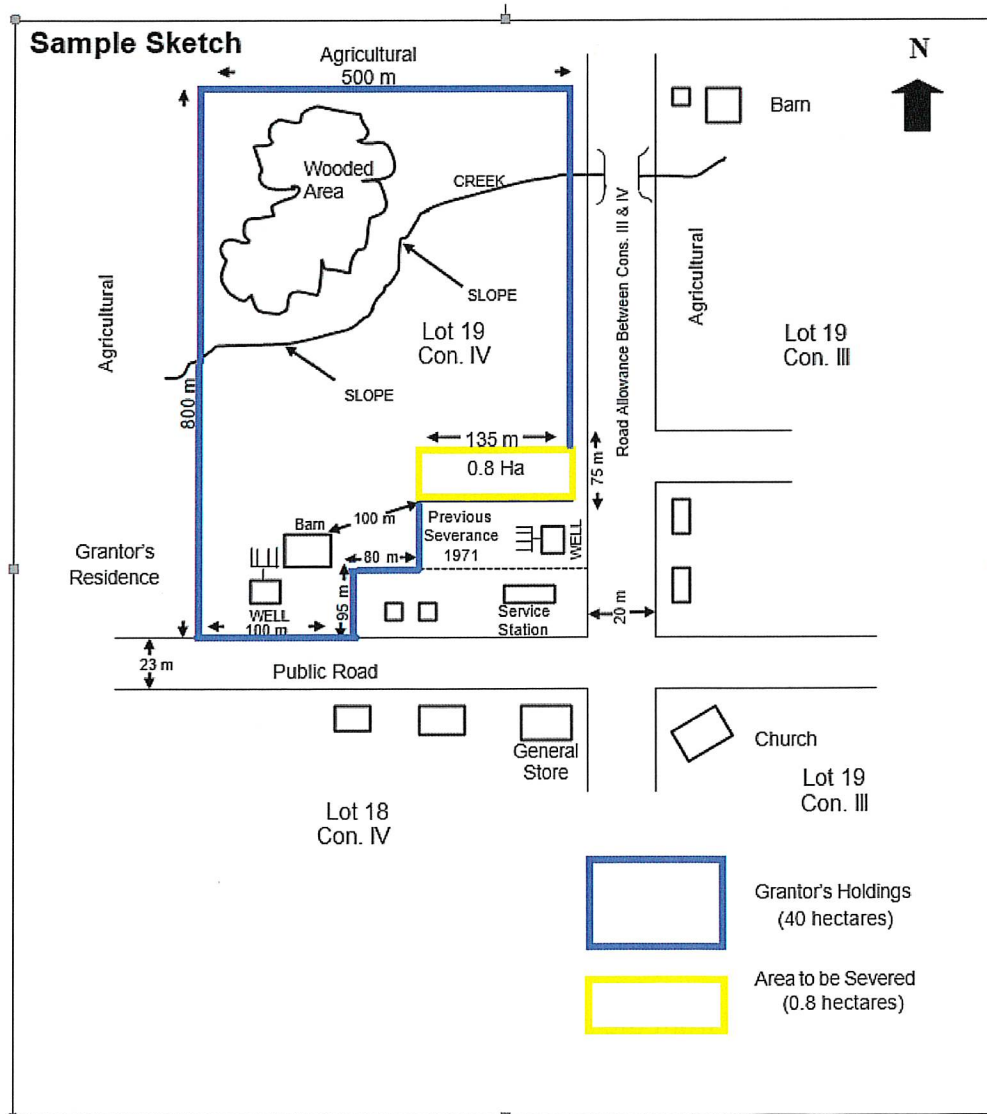 Sample Sketch
Agricultural
500 m
N
Barn
Wooded
Area
CREEK
SLOPE
Road Allowance Between Cons. III & IV
Agricultural
Agricultural
Lot 19
Con. IV
Lot 19
Con. III
SLOPE
800 m
135 m
0.8 Ha
75 m
100 m
Previous
Severance
1971
WELL
Barn
80 m
Grantor's
Residence
WELL
100 m
95 m
Service
Station
20 m
23 m
Public Road
General
Store
Church
Lot 18
Con. IV
Lot 19
Con. III
Grantor's Holdings
(40 hectares)
Area to be Severed
(0.8 hectares)